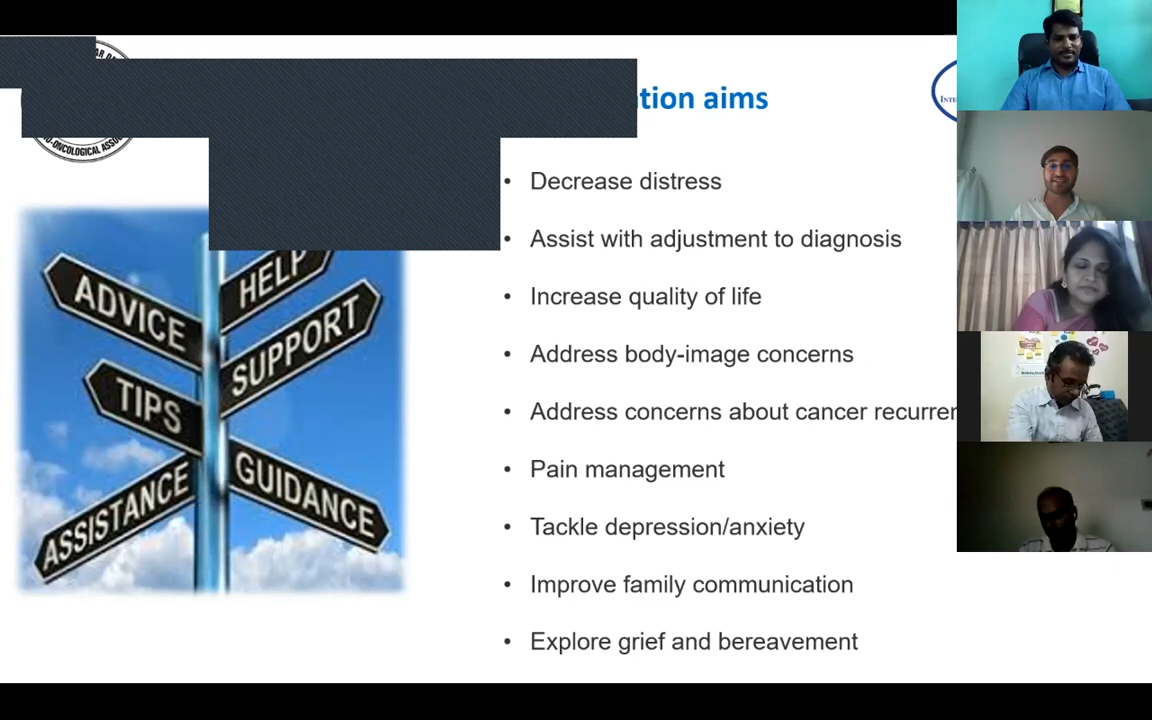 tion aims
O-ONCOLOGICAL ASSOC
• Decrease distress
• Assist with adjustment to diagnosis
• Increase quality of life
• Address body-image concerns
• Address concerns about cancer recurren
• Pain management
• Tackle depression/anxiety
• Improve family communication
• Explore grief and bereavement
HELP
ADVICE
SUPPORT
TIPS
GUIDANCE
ASSISTANCE